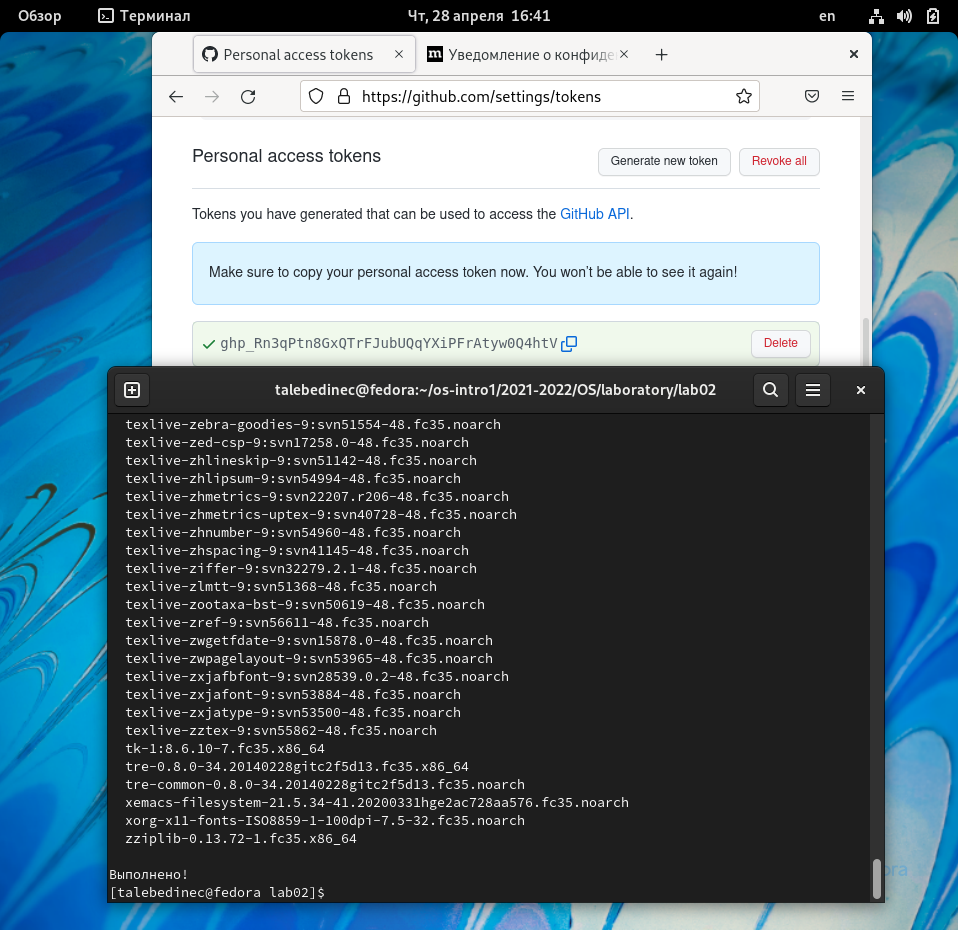 Обзор Терминал Чт, 28 апреля 16:41 en
Personal access tokens × m Уведомление о конфиде × + ×
https://github.com/settings/tokens
Personal access tokens Generate new token Revoke all
Tokens you have generated that can be used to access the GitHub API.
Make sure to copy your personal access token now. You won't be able to see it again!
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 Delete
talebedinec@fedora:~/os-intro1/2021-2022/OS/laboratory/lab02
texlive-zebra-goodies-9:svn51554-48.fc35.noarch
texlive-zed-csp-9:svn17258.0-48.fc35.noarch
texlive-zhlineskip-9:svn51142-48.fc35.noarch
texlive-zhlipsum-9:svn54994-48.fc35.noarch
texlive-zhmetrics-9:svn22207.r206-48.fc35.noarch
texlive-zhmetrics-uptex-9:svn40728-48.fc35.noarch
texlive-zhnumber-9:svn54960-48.fc35.noarch
texlive-zhspacing-9:svn41145-48.fc35.noarch
texlive-ziffer-9:svn32279.2.1-48.fc35.noarch
texlive-zlmtt-9:svn51368-48.fc35.noarch
texlive-zootaxa-bst-9:svn50619-48.fc35.noarch
texlive-zref-9:svn56611-48.fc35.noarch
texlive-zwgetfdate-9:svn15878.0-48.fc35.noarch
texlive-zwpagelayout-9:svn53965-48.fc35.noarch
texlive-zxjafbfont-9:svn28539.0.2-48.fc35.noarch
texlive-zxjafont-9:svn53884-48.fc35.noarch
texlive-zxjatype-9:svn53500-48.fc35.noarch
texlive-zztex-9:svn55862-48.fc35.noarch
tk-1:8.6.10-7.fc35.x86_64
tre-0.8.0-34.20140228gitc2f5d13.fc35.x86_64
tre-common-0.8.0-34.20140228gitc2f5d13.fc35.noarch
xemacs-filesystem-21.5.34-41.20200331hge2ac728aa576.fc35.noarch
xorg-x11-fonts-ISO8859-1-100dpi-7.5-32.fc35.noarch
zziplib-0.13.72-1.fc35.x86_64
Выполнено!
[talebedinec@fedora lab02]$